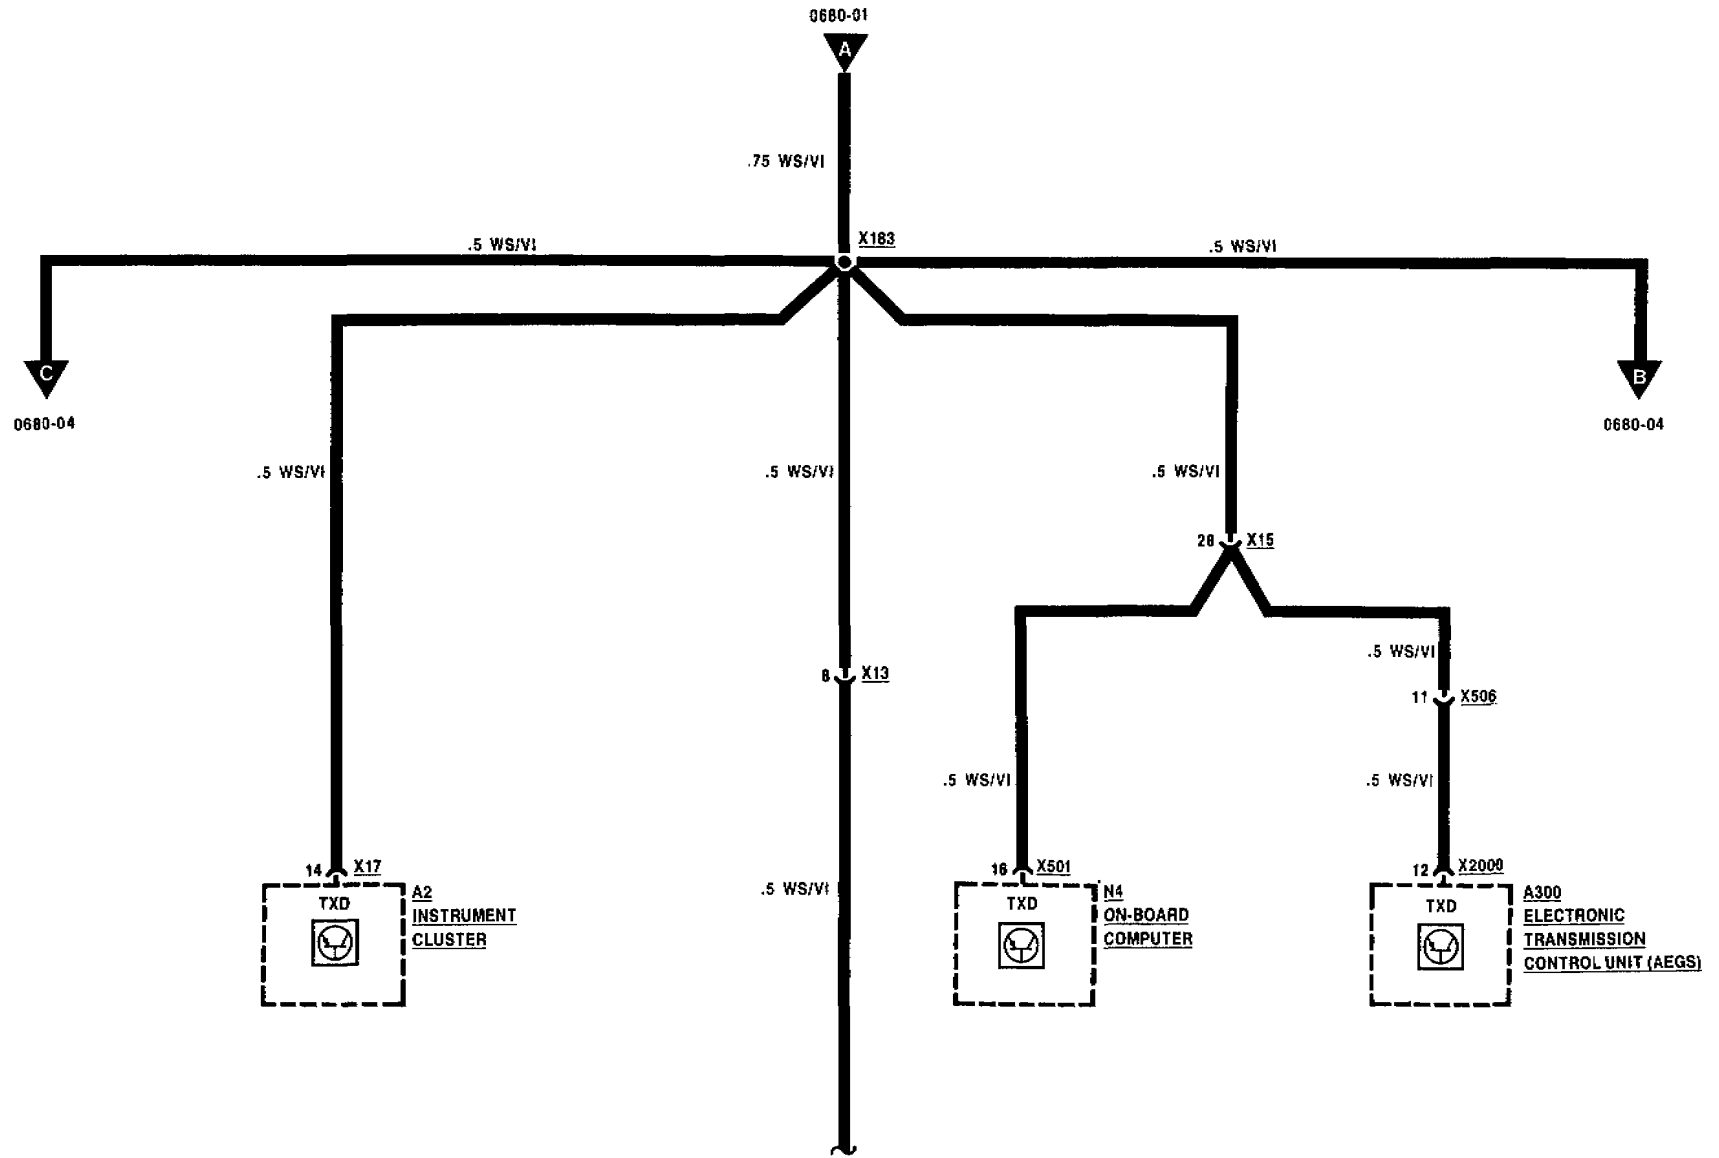 0680-01
A
.75 WS/VI
X183
.5 WS/VI
.5 WS/VI
C
B
0680-04
0680-04
.5 WS/VI
.5 WS/VI
.5 WS/VI
28 X15
.5 WS/VI
8 X13
11 X506
.5 WS/VI
.5 WS/VI
14 X17
16 X501
12 X2000
.5 WS/VI
TXD
A2
INSTRUMENT
CLUSTER
TXD
N4
ON-BOARD
COMPUTER
TXD
A300
ELECTRONIC
TRANSMISSION
CONTROL UNIT (AEGS)